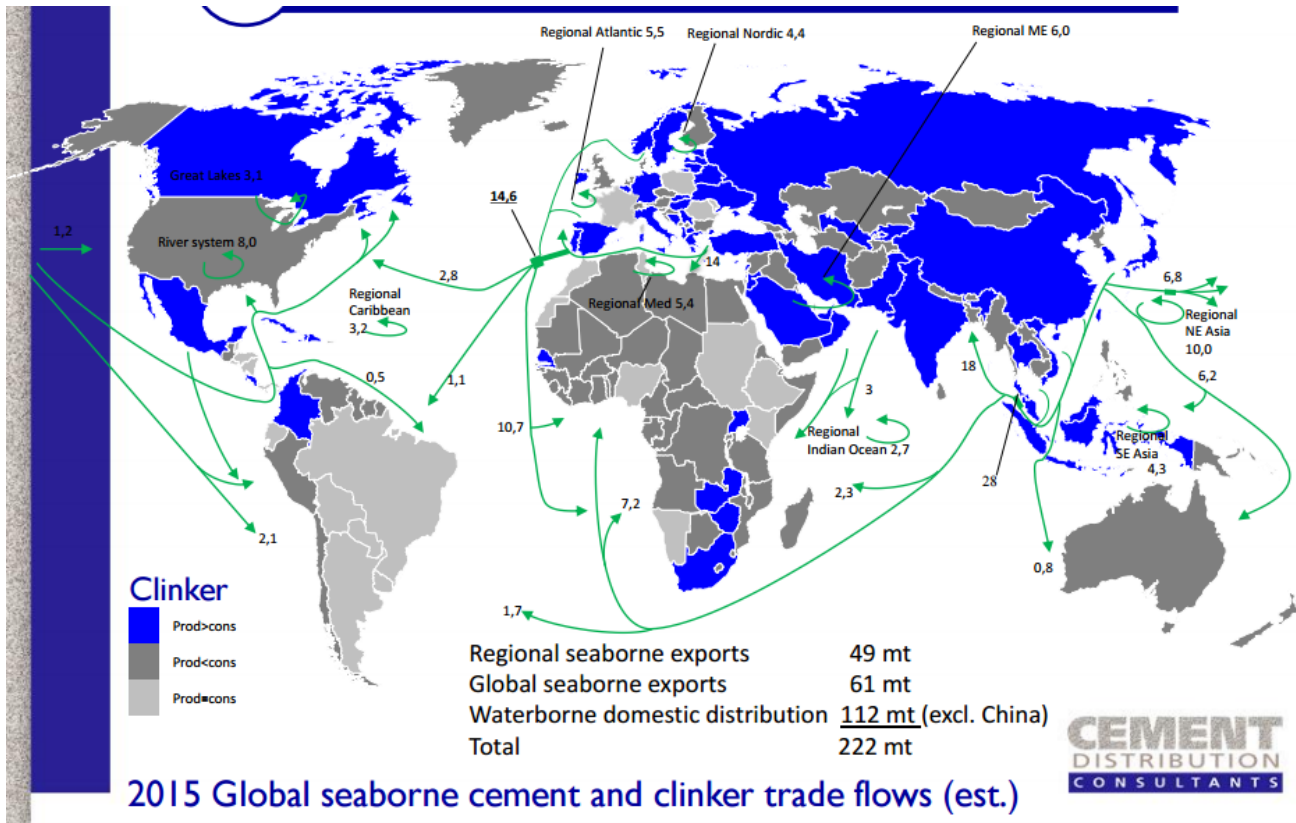 Regional Atlantic 5,5
Regional Nordic 4,4
Regional ME 6,0
Great Lakes 3,1
14,6
1,2
River system 8,0
14
2,8
6,8
Regional
Caribbean
3,2
Regional Med 5,4
Regional
NE Asia
10,0
18
0,5
1,1
3
6,2
10,7
Regional
Indian Ocean 2,7
Regional
SE Asia
4,3
28
2,3
7,2
2,1
0,8
1,7
Clinker
Prod>cons
Prod<cons
Prod=cons
Regional seaborne exports 49 mt
Global seaborne exports 61 mt
Waterborne domestic distribution 112 mt (excl. China)
Total 222 mt
CEMENT
DISTRIBUTION
CONSULTANTS
2015 Global seaborne cement and clinker trade flows (est.)